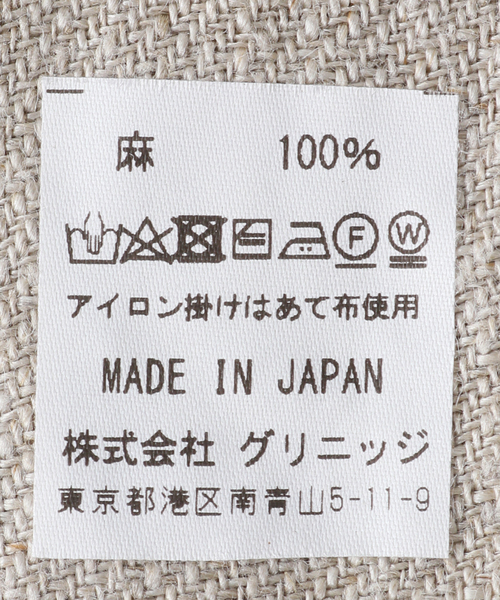 麻 100%
F W
アイロン掛けはあて布使用
MADE IN JAPAN
株式会社 グリニッジ
東京都港区南青山5-11-9